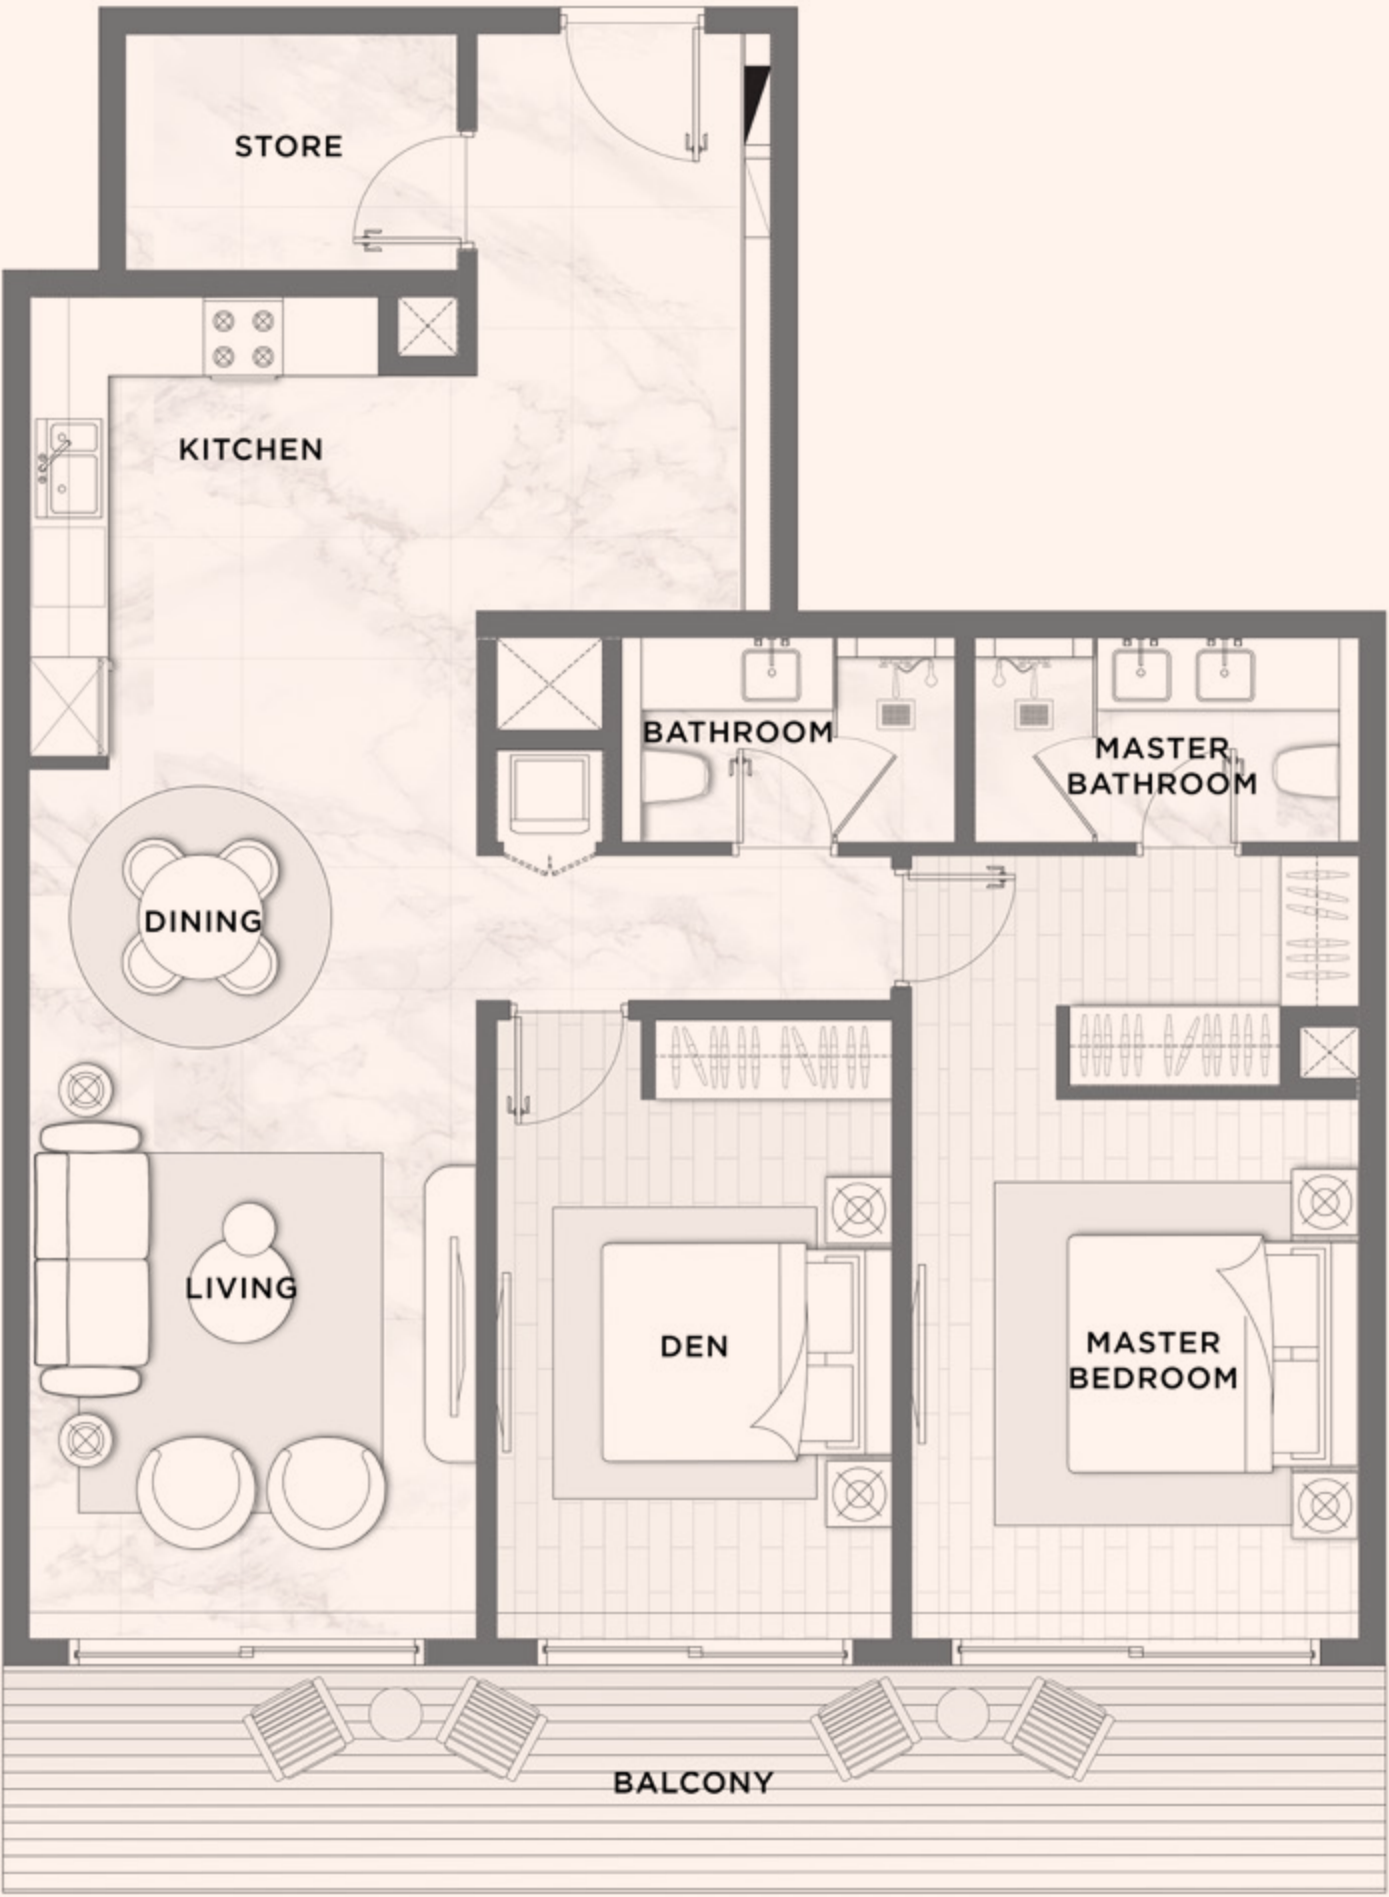 STORE
KITCHEN
BATHROOM
MASTER
BATHROOM
DINING
LIVING
DEN
MASTER
BEDROOM
BALCONY